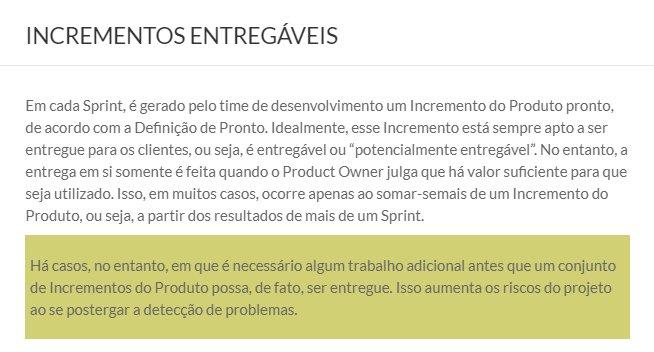 INCREMENTOS ENTREGÁVEIS
Em cada Sprint, é gerado pelo time de desenvolvimento um Incremento do Produto pronto,
de acordo com a Definição de Pronto. Idealmente, esse Incremento está sempre apto a ser
entregue para os clientes, ou seja, é entregável ou “potencialmente entregável”. No entanto, a
entrega em si somente é feita quando o Product Owner julga que há valor suficiente para que
seja utilizado. Isso, em muitos casos, ocorre apenas ao somar-semais de um Incremento do
Produto, ou seja, a partir dos resultados de mais de um Sprint.
Há casos, no entanto, em que é necessário algum trabalho adicional antes que um conjunto
de Incrementos do Produto possa, de fato, ser entregue. Isso aumenta os riscos do projeto
ao se postergar a detecção de problemas.